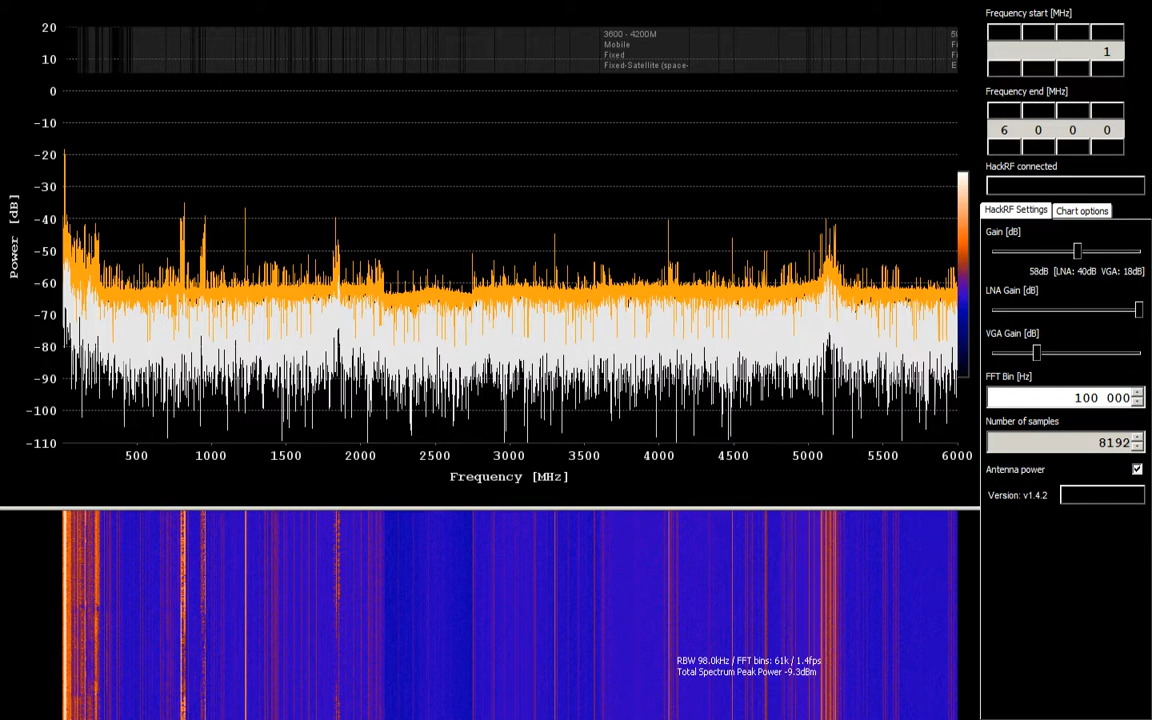 20
10
0
-10
-20
-30
-40
-50
-60
-70
-80
-90
-100
-110
Power [dB]
3600 - 4200M
Mobile
Fixed
Fixed-Satellite (space-
500
1000
1500
2000
2500
3000
3500
4000
4500
5000
5500
6000
Frequency [MHz]
RBW 98.0kHz / FFT bins: 61k / 1.4fps
Total Spectrum Peak Power -9.3dBm
Frequency start [MHz]
1
Frequency end [MHz]
6 0 0 0
HackRF connected
HackRF Settings
Chart options
Gain [dB]
58dB [LNA: 40dB VGA: 18dB]
LNA Gain [dB]
VGA Gain [dB]
FFT Bin [Hz]
100 000
Number of samples
8192
Antenna power
Version: v1.4.2